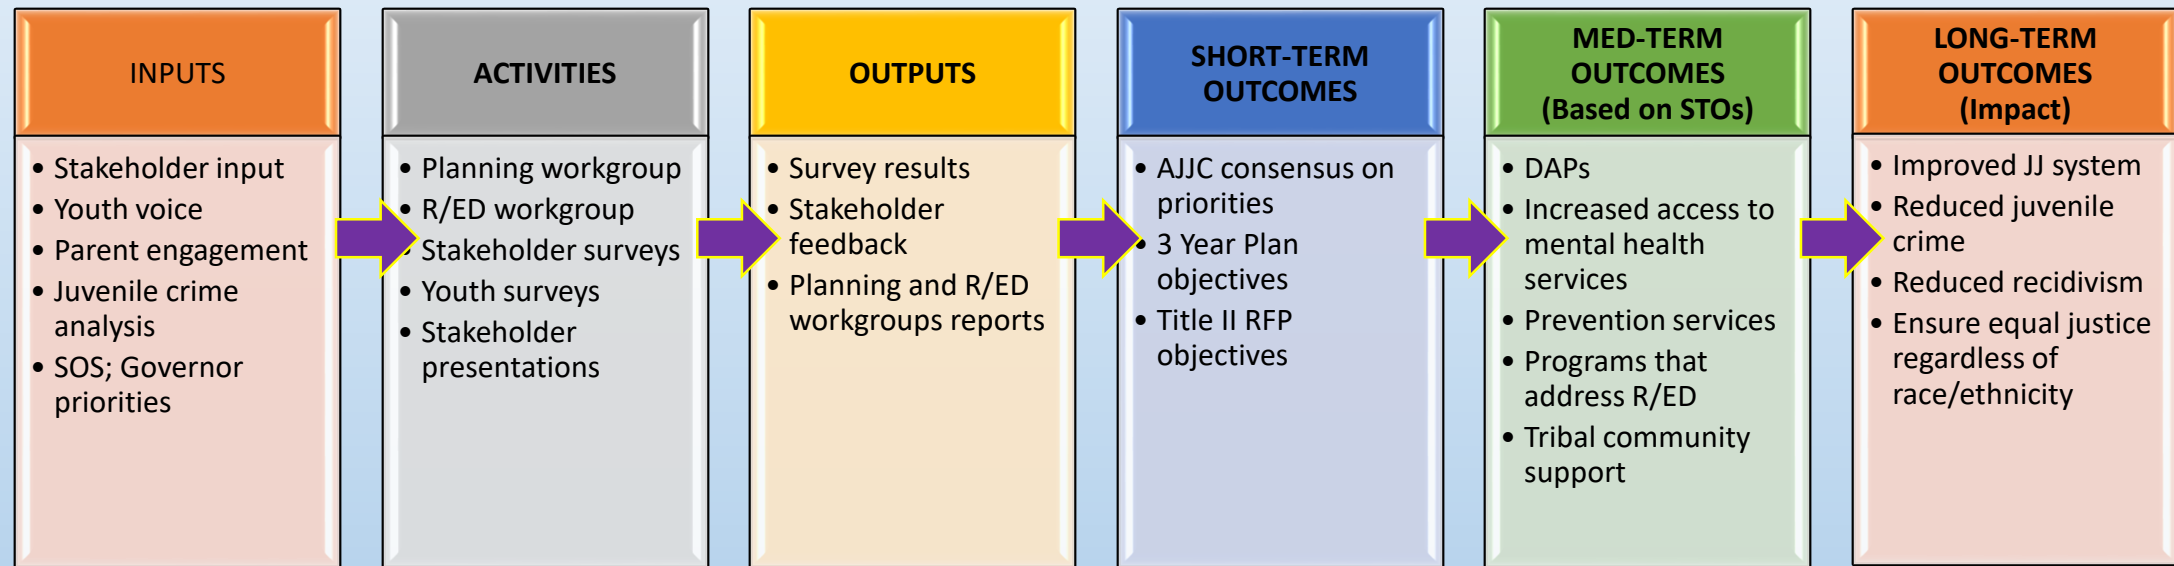 INPUTS
• Stakeholder input
• Youth voice
• Parent engagement
• Juvenile crime
analysis
• SOS; Governor
priorities
ACTIVITIES
• Planning workgroup
• R/ED workgroup
• Stakeholder surveys
• Youth surveys
• Stakeholder
presentations
OUTPUTS
• Survey results
• Stakeholder
feedback
• Planning and R/ED
workgroups reports
SHORT-TERM
OUTCOMES
• AJJC consensus on
priorities
• 3 Year Plan
objectives
• Title II RFP
objectives
MED-TERM
OUTCOMES
(Based on STOs)
• DAPs
• Increased access to
mental health
services
• Prevention services
• Programs that
address R/ED
• Tribal community
support
LONG-TERM
OUTCOMES
(Impact)
• Improved JJ system
• Reduced juvenile
crime
• Reduced recidivism
• Ensure equal justice
regardless of
race/ethnicity